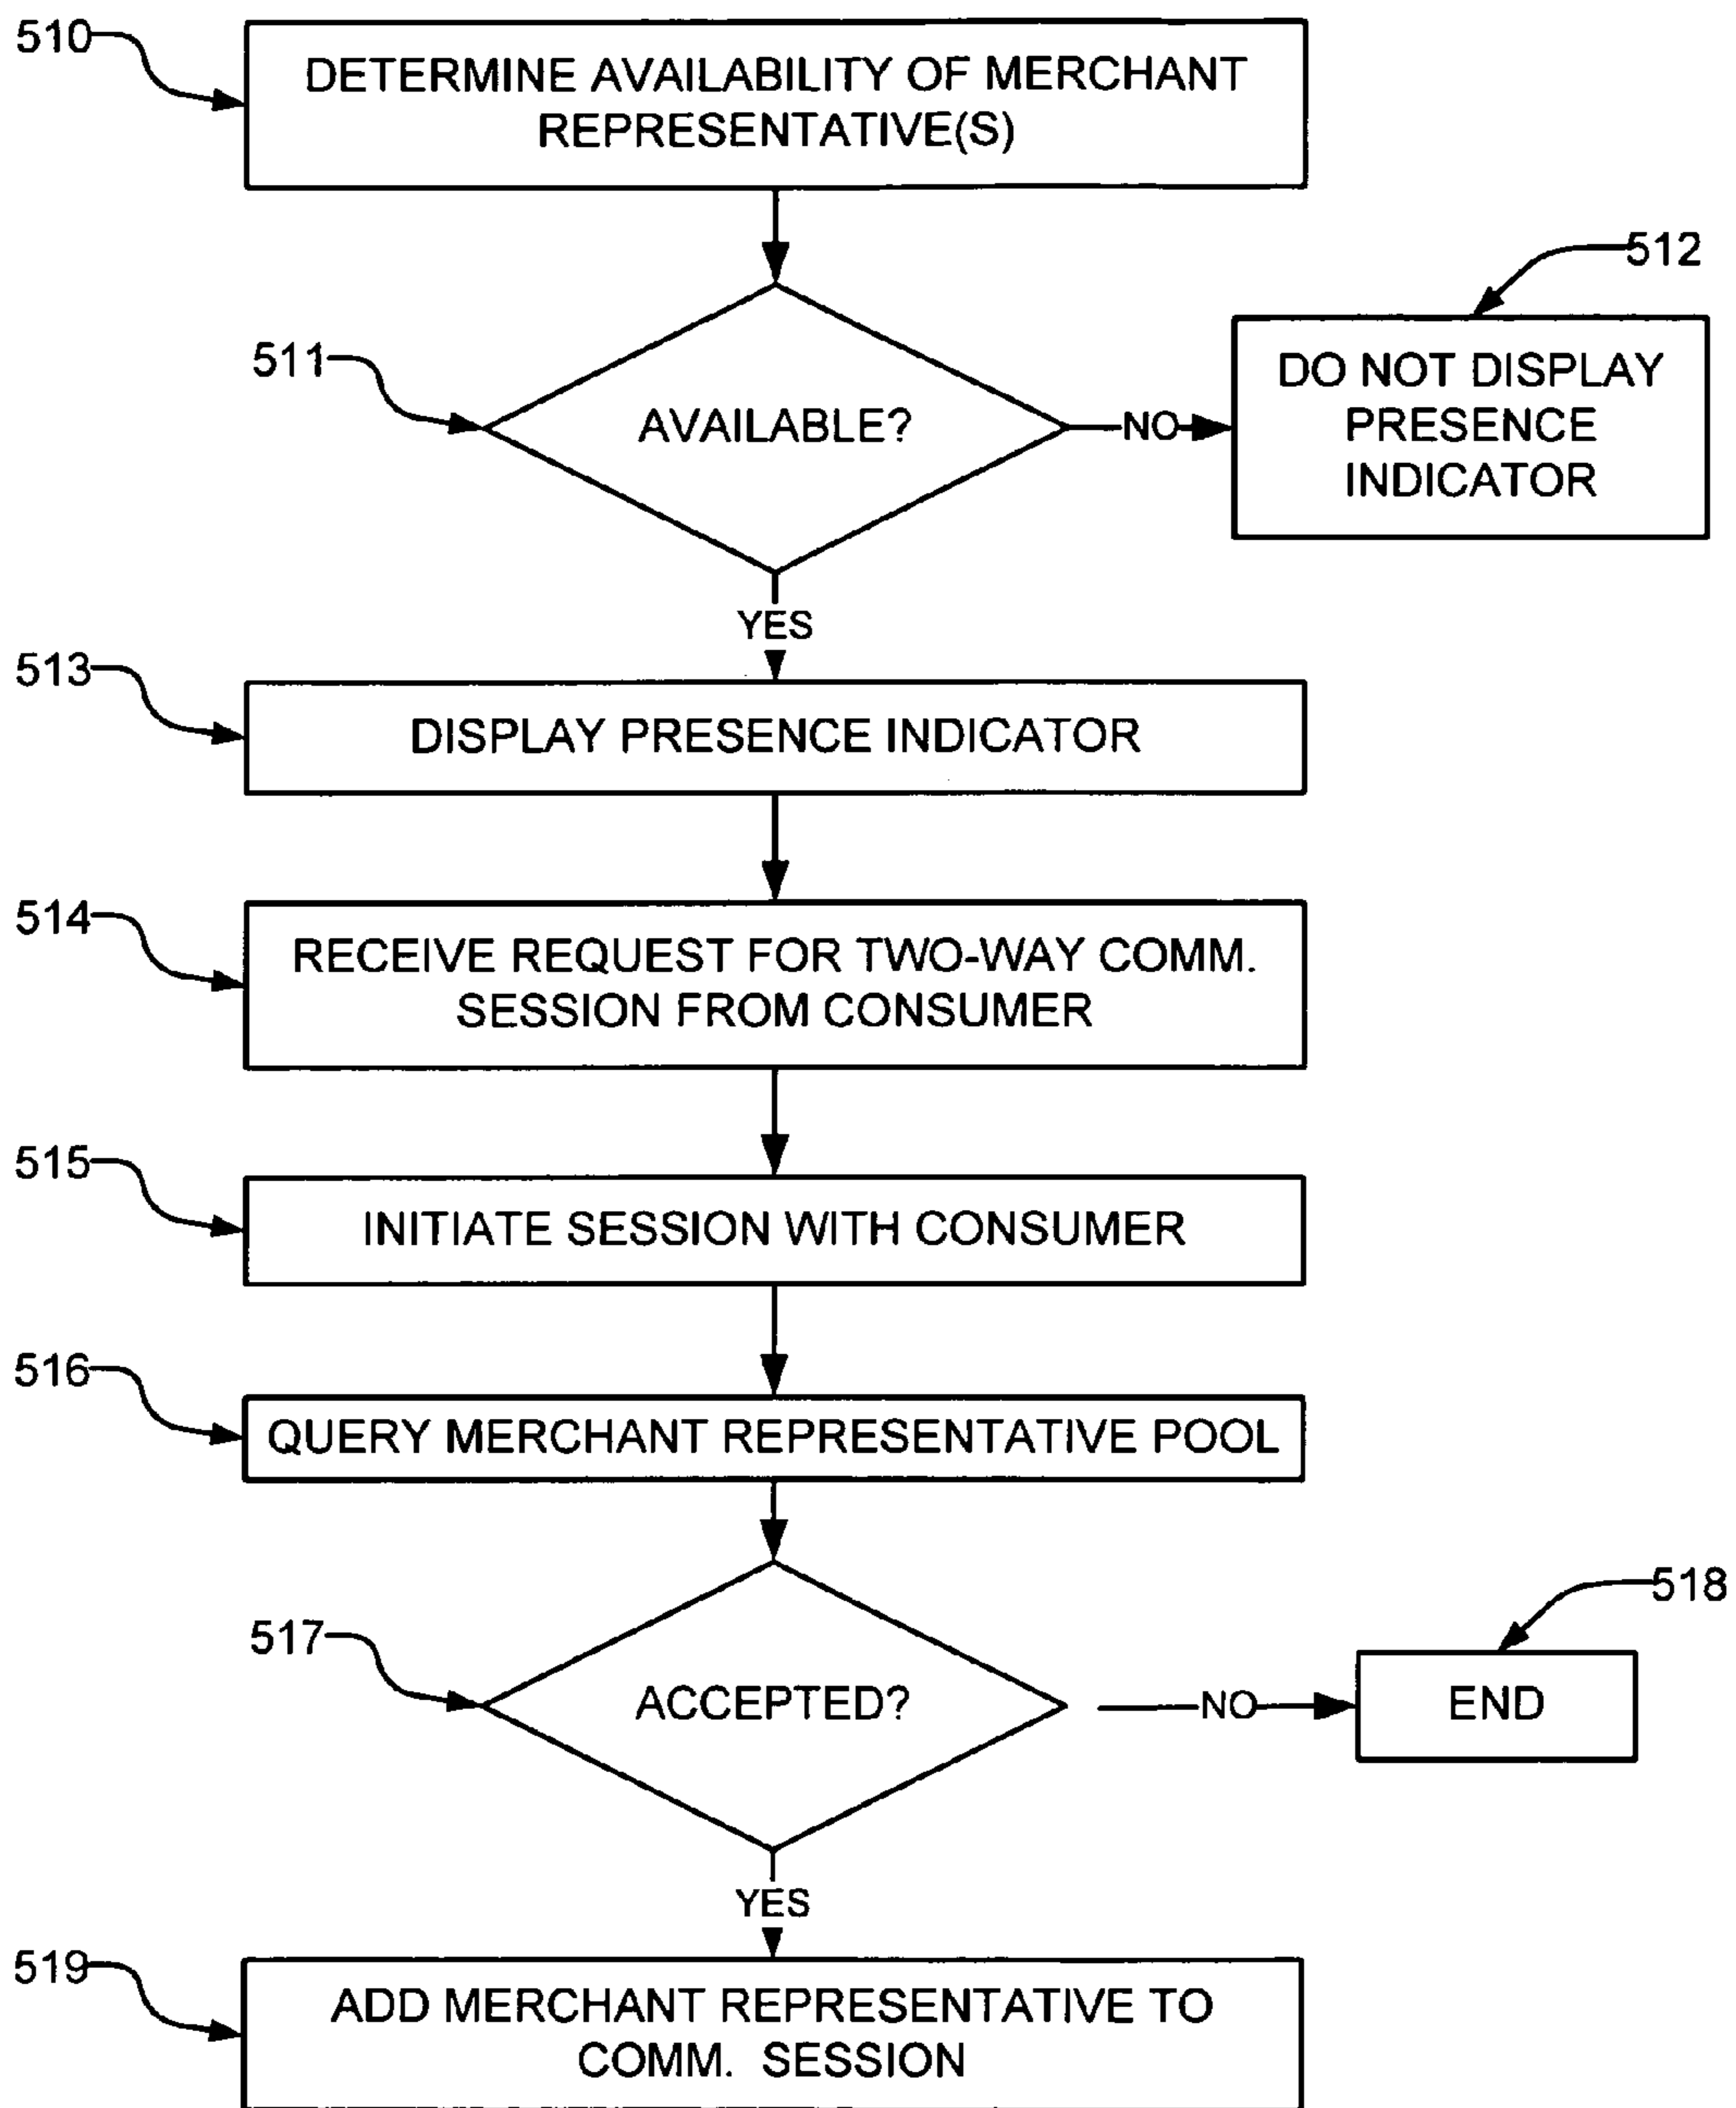 510
DETERMINE AVAILABILITY OF MERCHANT
REPRESENTATIVE(S)
512
511
AVAILABLE?
NO
DO NOT DISPLAY
PRESENCE
INDICATOR
YES
513
DISPLAY PRESENCE INDICATOR
514
RECEIVE REQUEST FOR TWO-WAY COMM.
SESSION FROM CONSUMER
515
INITIATE SESSION WITH CONSUMER
516
QUERY MERCHANT REPRESENTATIVE POOL
518
517
ACCEPTED?
NO
END
YES
519
ADD MERCHANT REPRESENTATIVE TO
COMM. SESSION